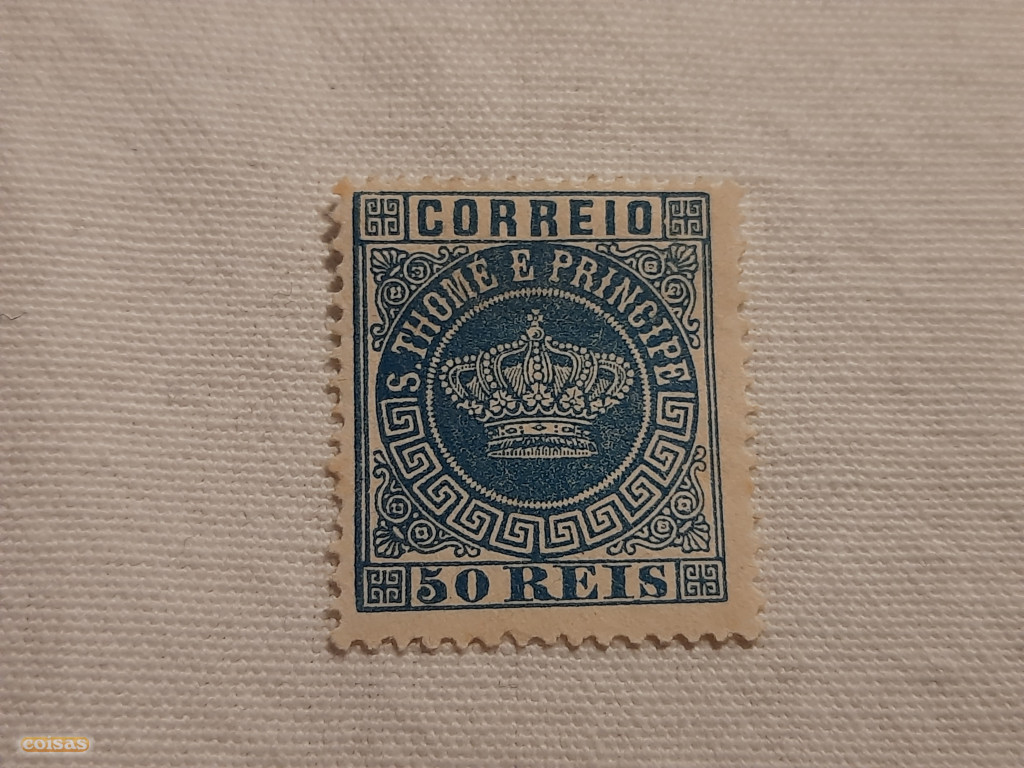 CORREIO
S. THOMÉ E PRINCIPE
50 REIS
coisas